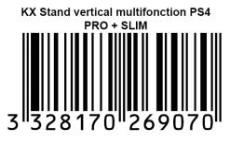 KX Stand vertical multifonction PS4
PRO + SLIM
3 328170 269070